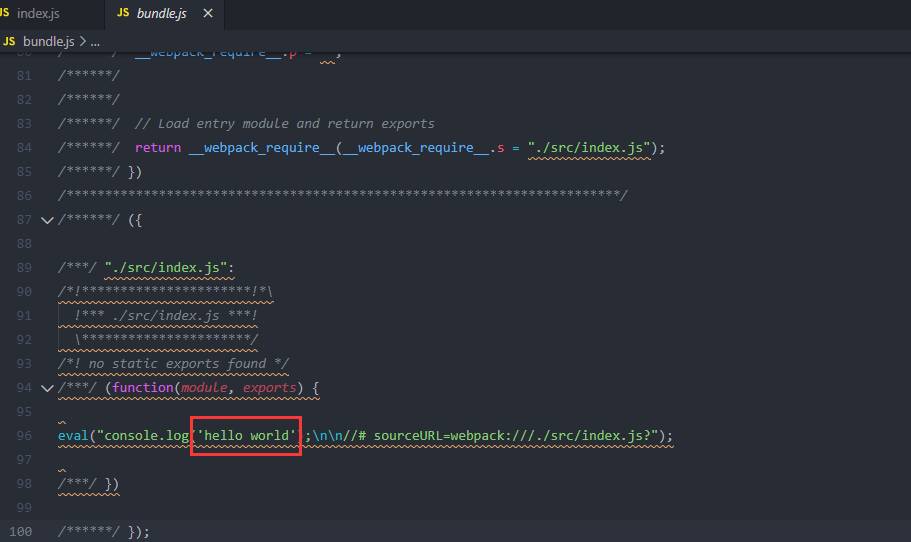 JS index.js JS bundle.js ×
JS bundle.js > ...
80 /******/ __webpack_require__.p = "";
81 /******/
82 /******/
83 /******/ // Load entry module and return exports
84 /******/ return __webpack_require__(__webpack_require__.s = "./src/index.js");
85 /******/ })
86 /************************************************************************/
87 /******/ ({
88
89 /***/ "./src/index.js":
90 /*!**********************!*\
91 !*** ./src/index.js ***!
92 \**********************/
93 /*! no static exports found */
94 /***/ (function(module, exports) {
95
96 eval("console.log('hello world');\n\n//# sourceURL=webpack:///./src/index.js?");
97
98 /***/ })
99
100 /******/ });